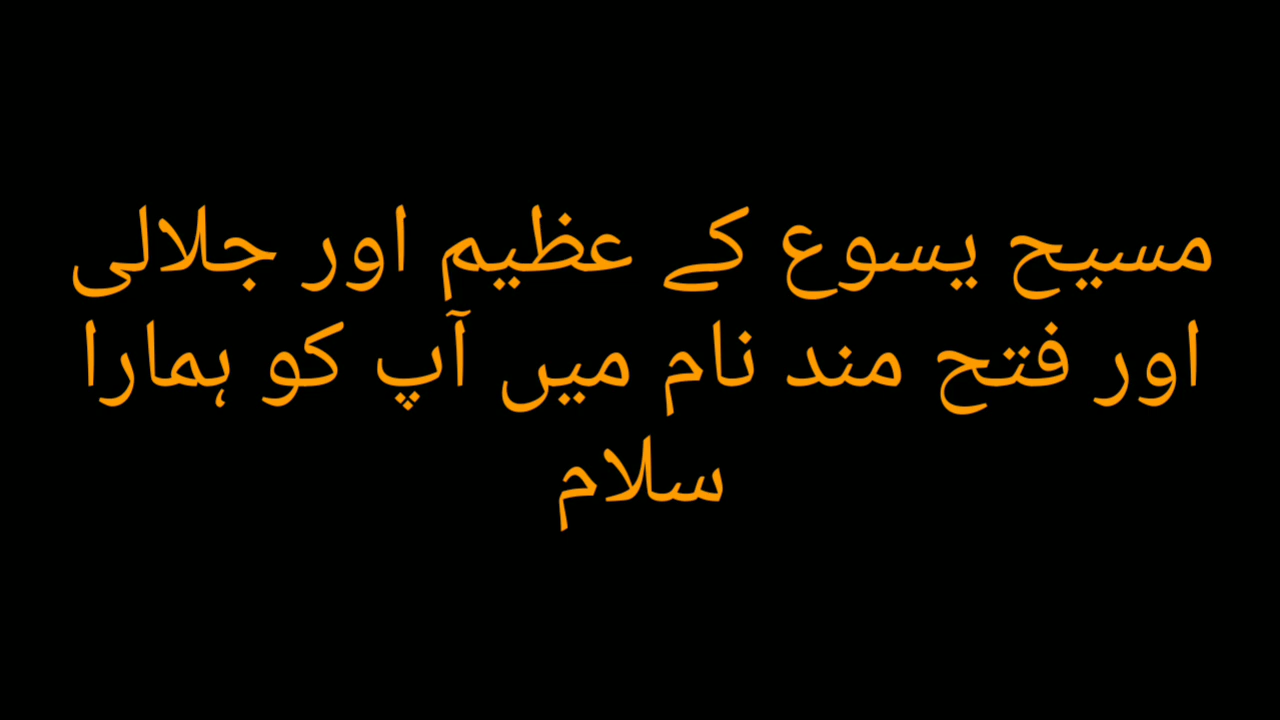 مسیح یسوع کے عظیم اور جلالی
اور فتح مند نام میں آپ کو ہمارا
سلام